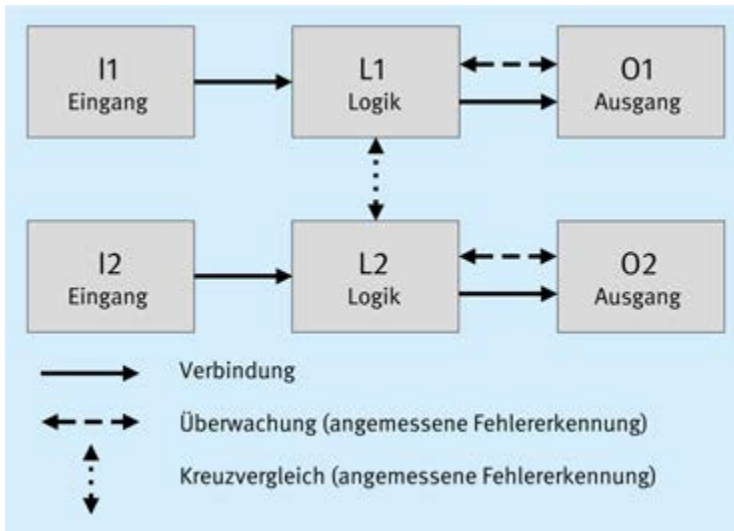 I1
Eingang
L1
Logik
O1
Ausgang
I2
Eingang
L2
Logik
O2
Ausgang
Verbindung
Überwachung (angemessene Fehlererkennung)
Kreuzvergleich (angemessene Fehlererkennung)